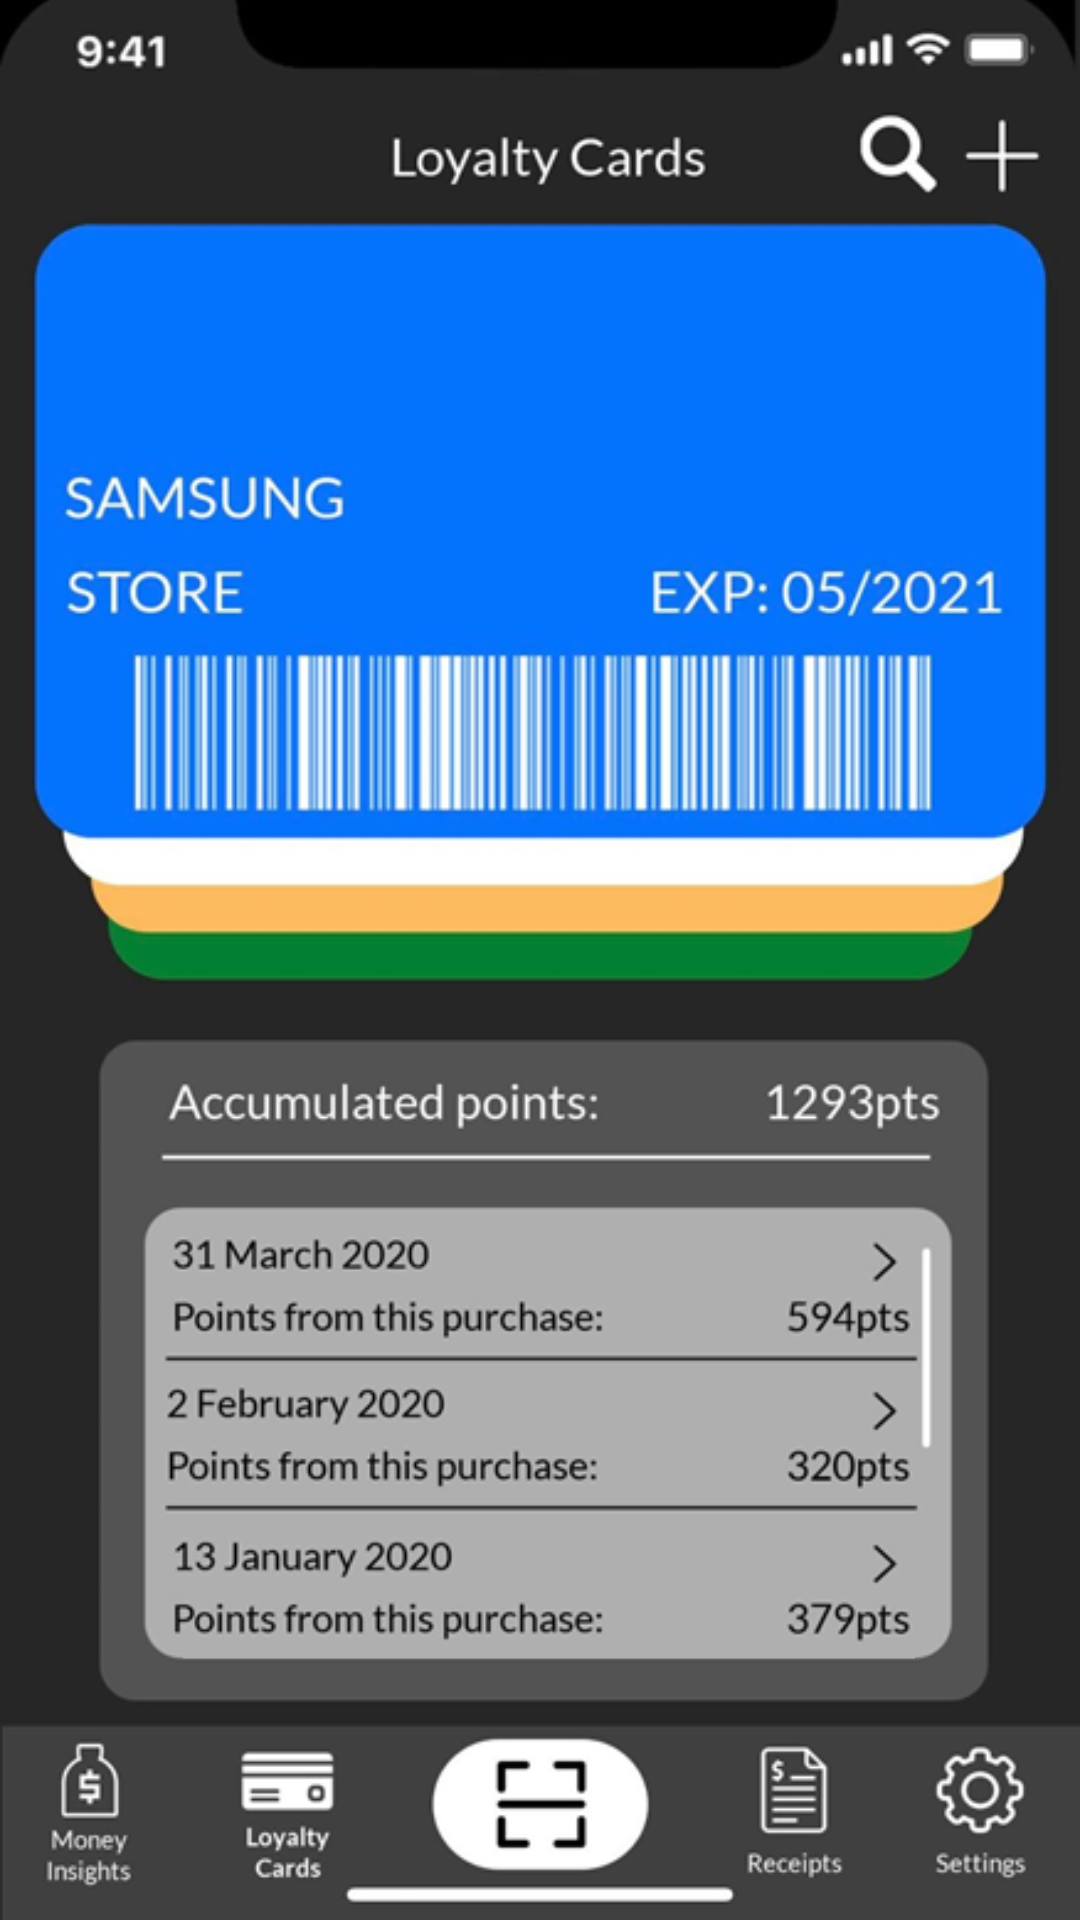 9:41
Loyalty Cards
SAMSUNG
STORE EXP: 05/2021
Accumulated points: 1293pts
31 March 2020
Points from this purchase: 594pts
2 February 2020
Points from this purchase: 320pts
13 January 2020
Points from this purchase: 379pts
$
Money
Insights
Loyalty
Cards
$
Receipts
Settings